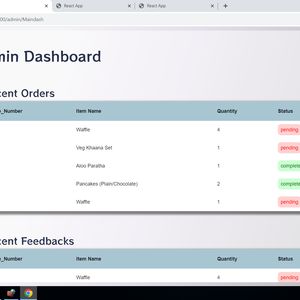 React App
React App
00/admin/Maindash
min Dashboard
cent Orders
_Number Item Name Quantity Status
Waffle 4 pending
Veg Khaana Set 1 pending
Aloo Paratha 1 complete
Pancakes (Plain/Chocolate) 2 complete
Waffle 1 pending
cent Feedbacks
_Number Item Name Quantity Status
Waffle 4 pending